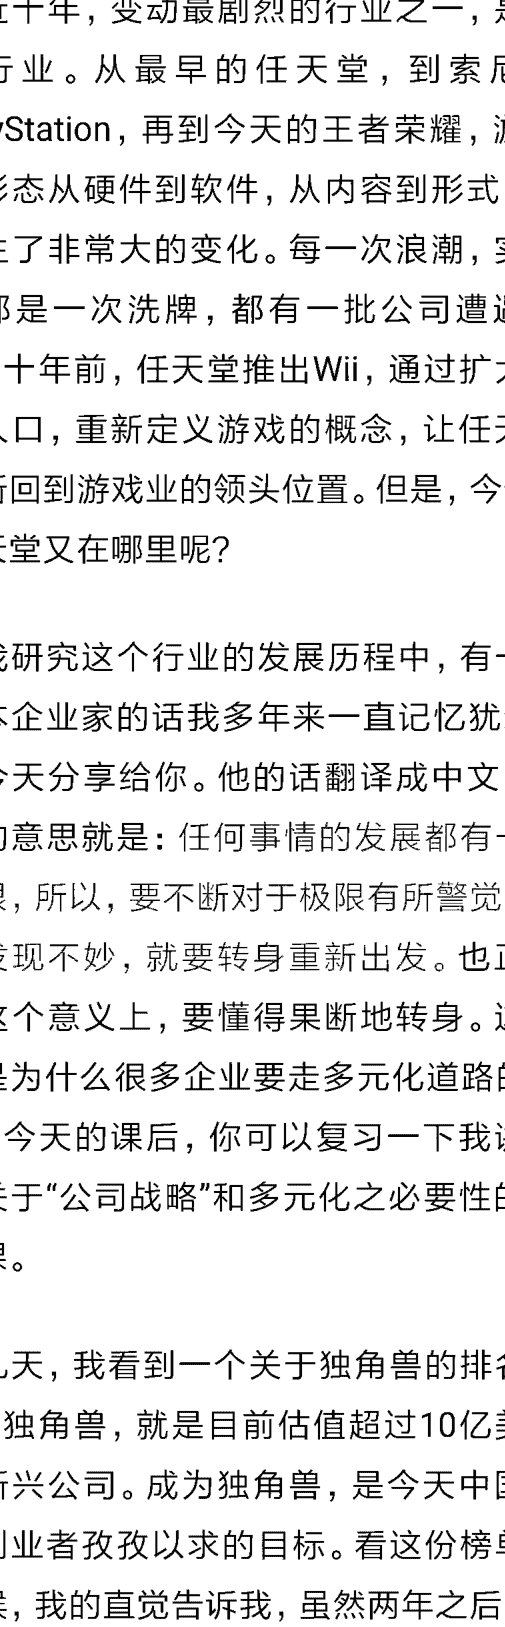 十年，变动最剧烈的行业之一，
行业。从最早的任天堂，到索尼
yStation，再到今天的王者荣耀，
形态从硬件到软件，从内容到形式
生了非常大的变化。每一次浪潮，
都是一次洗牌，都有一批公司遭遇
十年前，任天堂推出Wii，通过扩
人口，重新定义游戏的概念，让任天
新回到游戏业的领头位置。但是，今
天堂又在哪里呢？
我研究这个行业的发展历程中，有一
本企业家的话我多年来一直记忆犹
今天分享给你。他的话翻译成中文
的意思就是：任何事情的发展都有一
限，所以，要不断对于极限有所警觉
发现不妙，就要转身重新出发。也正
这个意义上，要懂得果断地转身。这
是为什么很多企业要走多元化道路的
今天的课后，你可以复习一下我讲
关于“公司战略”和多元化之必要性的
课。
几天，我看到一个关于独角兽的排名
独角兽，就是目前估值超过10亿美
新兴公司。成为独角兽，是今天中国
创业者孜孜以求的目标。看这份榜单
候，我的直觉告诉我，虽然两年之后